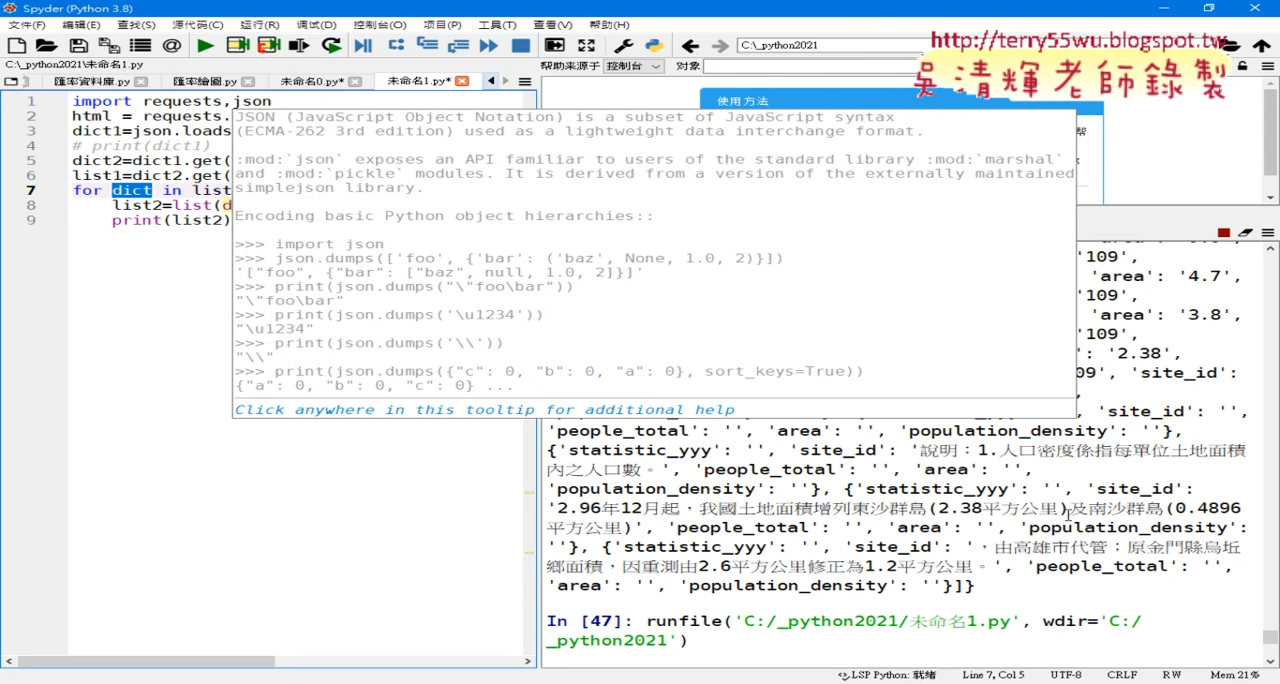 Spyder (Python 3.8)
文件(F) 编辑(E) 查找(S) 源代码(C) 运行(R) 调试(D) 控制台(O) 项目(P) 工具(T) 查看(V) 帮助(H)
C:\_python2021
http://terry55wu.blogspot.tw
吳清輝老師錄製
C:\_python2021\未命名1.py
帮助来源于 控制台 对象
匯率資料庫.py 匯率繪圖.py 未命名0.py* 未命名1.py*
使用方法
1 import requests,json
2 html = requests.
3 dict1=json.loads
4 # print(dict1)
5 dict2=dict1.get(
6 list1=dict2.get(
7 for dict in list
8 list2=list(d
9 print(list2)
JSON (JavaScript Object Notation) is a subset of JavaScript syntax
(ECMA-262 3rd edition) used as a lightweight data interchange format.
:mod:`json` exposes an API familiar to users of the standard library :mod:`marshal`
and :mod:`pickle` modules. It is derived from a version of the externally maintained
simplejson library.
Encoding basic Python object hierarchies::
>>> import json
>>> json.dumps(['foo', {'bar': ('baz', None, 1.0, 2)}])
'["foo", {"bar": ["baz", null, 1.0, 2]}]'
>>> print(json.dumps("\"foo\bar"))
"\"foo\bar"
>>> print(json.dumps('\u1234'))
"\u1234"
>>> print(json.dumps('\\'))
"\\"
>>> print(json.dumps({"c": 0, "b": 0, "a": 0}, sort_keys=True))
{"a": 0, "b": 0, "c": 0} ...
Click anywhere in this tooltip for additional help
'109',
'area': '4.7',
'109',
'area': '3.8',
'109',
: '2.38',
09', 'site_id':
'site_id': '',
'people_total': '', 'area': '', 'population_density': ''},
{'statistic_yyy': '', 'site_id': '說明：1.人口密度係指每單位土地面積
內之人口數。', 'people_total': '', 'area': '',
'population_density': ''}, {'statistic_yyy': '', 'site_id':
'2.96年12月起，我國土地面積增列東沙群島(2.38平方公里)及南沙群島(0.4896
平方公里)', 'people_total': '', 'area': '', 'population_density':
''}, {'statistic_yyy': '', 'site_id': '，由高雄市代管；原金門縣烏坵
鄉面積，因重測由2.6平方公里修正為1.2平方公里。', 'people_total': '',
'area': '', 'population_density': ''}]}
In [47]: runfile('C:/_python2021/未命名1.py', wdir='C:/
_python2021')
LSP Python: 就绪 Line 7, Col 5 UTF-8 CRLF RW Mem 21%